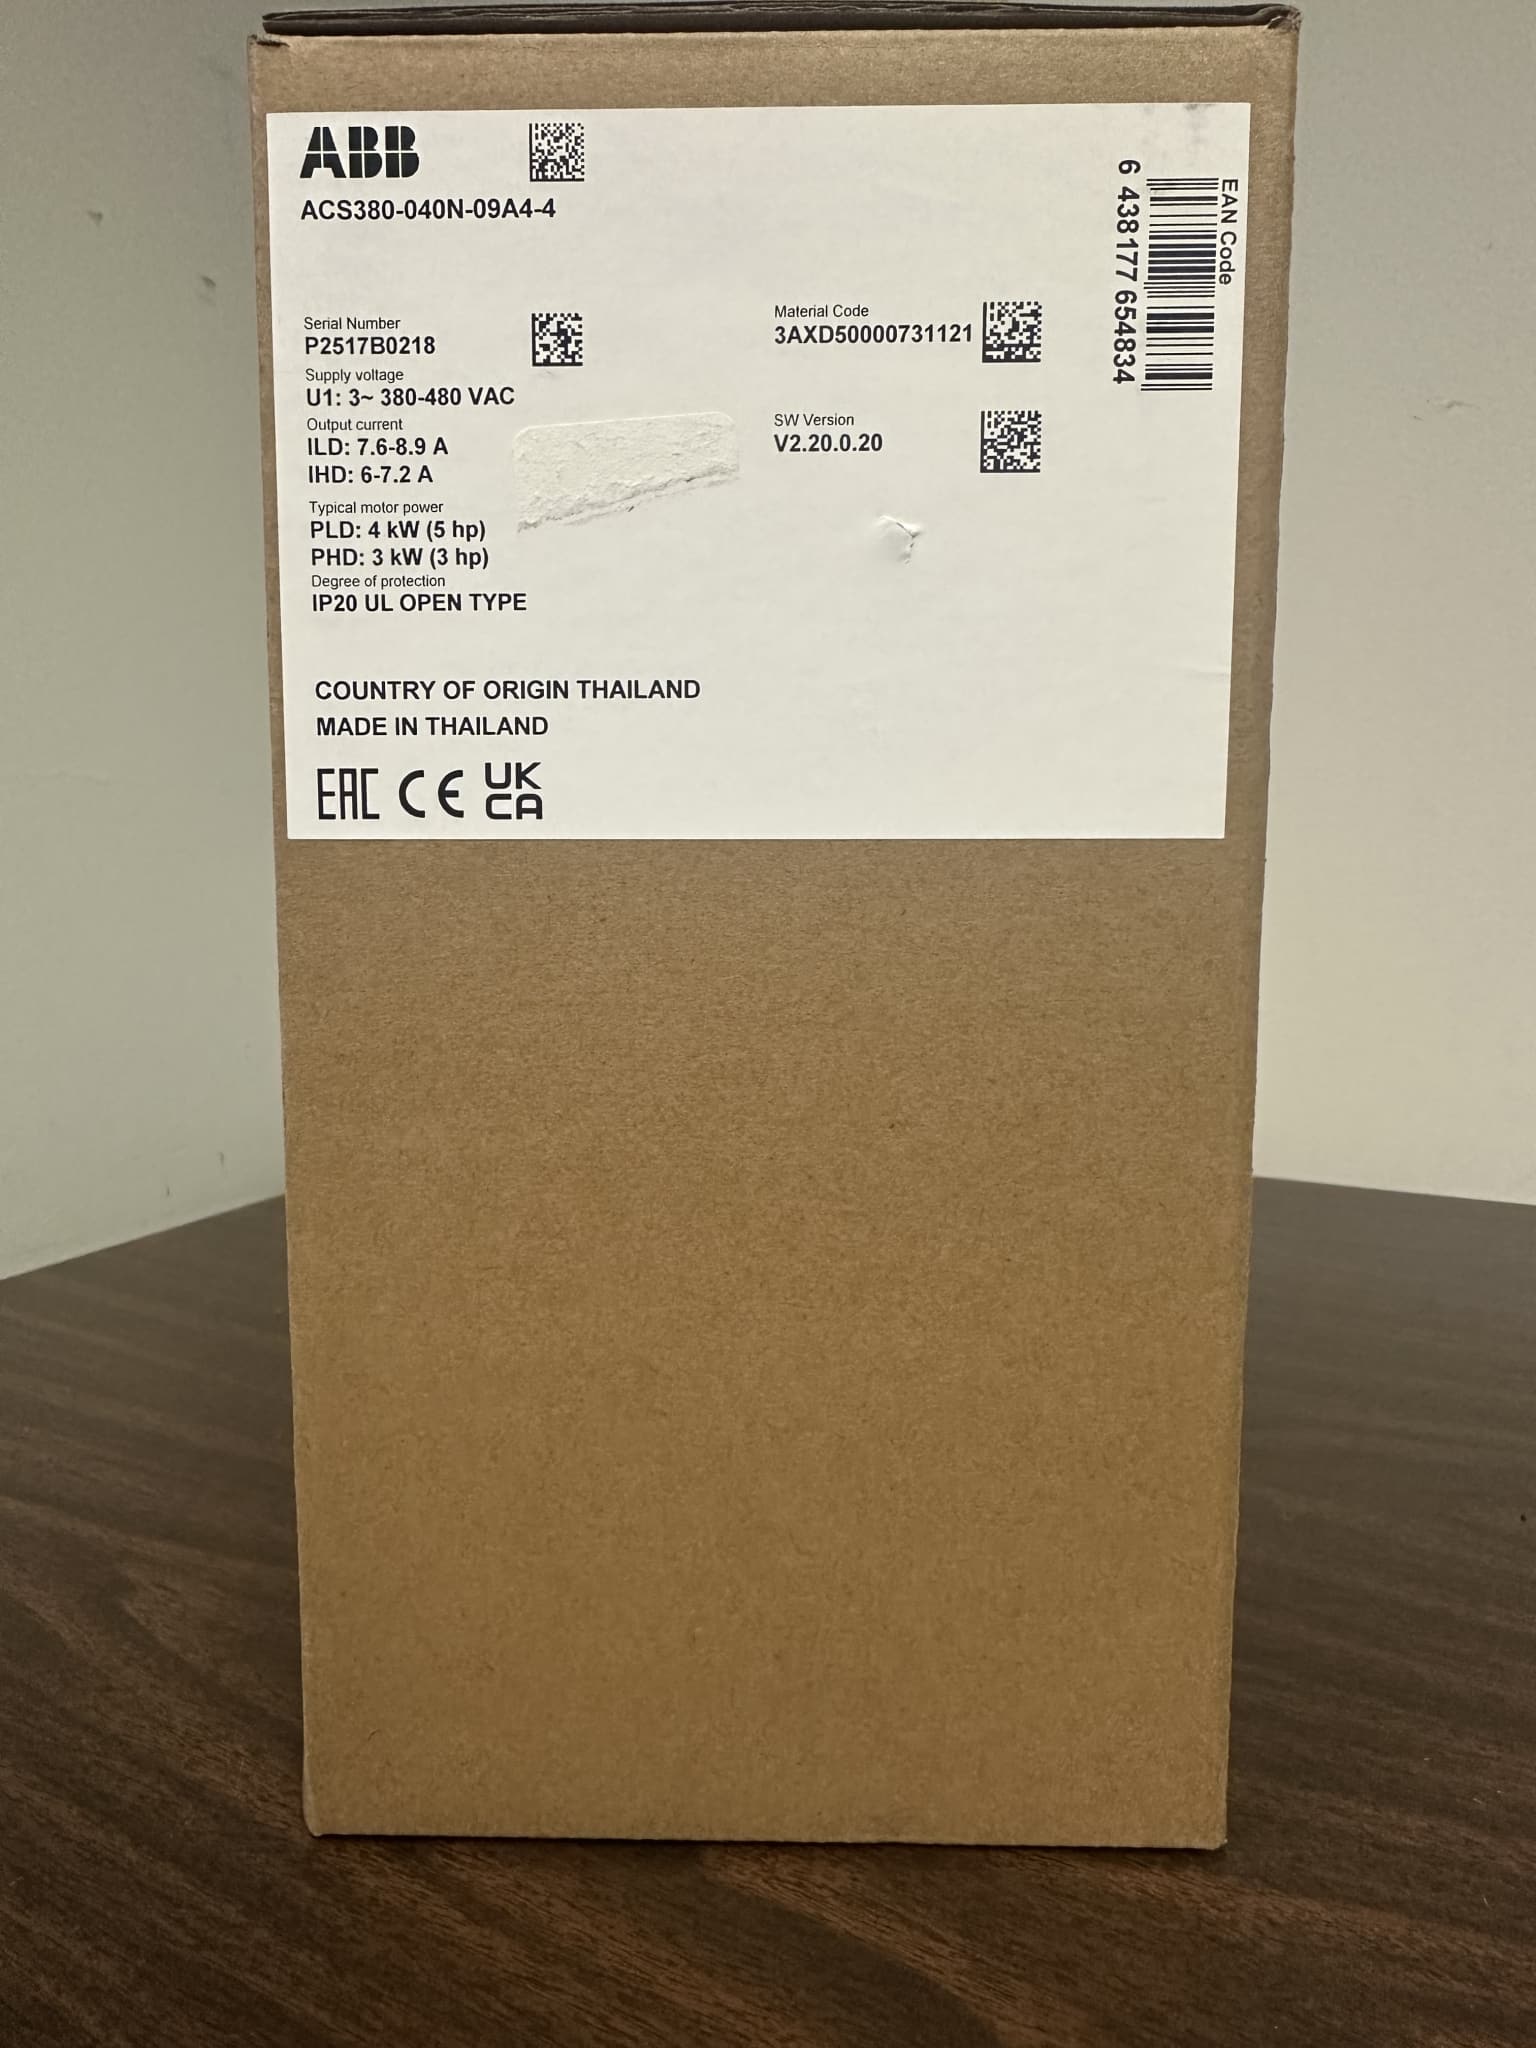 ABB
ACS380-040N-09A4-4
Serial Number
P2517B0218
Supply voltage
U1: 3~ 380-480 VAC
Output current
ILD: 7.6-8.9 A
IHD: 6-7.2 A
Typical motor power
PLD: 4 kW (5 hp)
PHD: 3 kW (3 hp)
Degree of protection
IP20 UL OPEN TYPE
COUNTRY OF ORIGIN THAILAND
MADE IN THAILAND
EAC CE UK CA
Material Code
3AXD50000731121
SW Version
V2.20.0.20
EAN Code
6 438177 654834